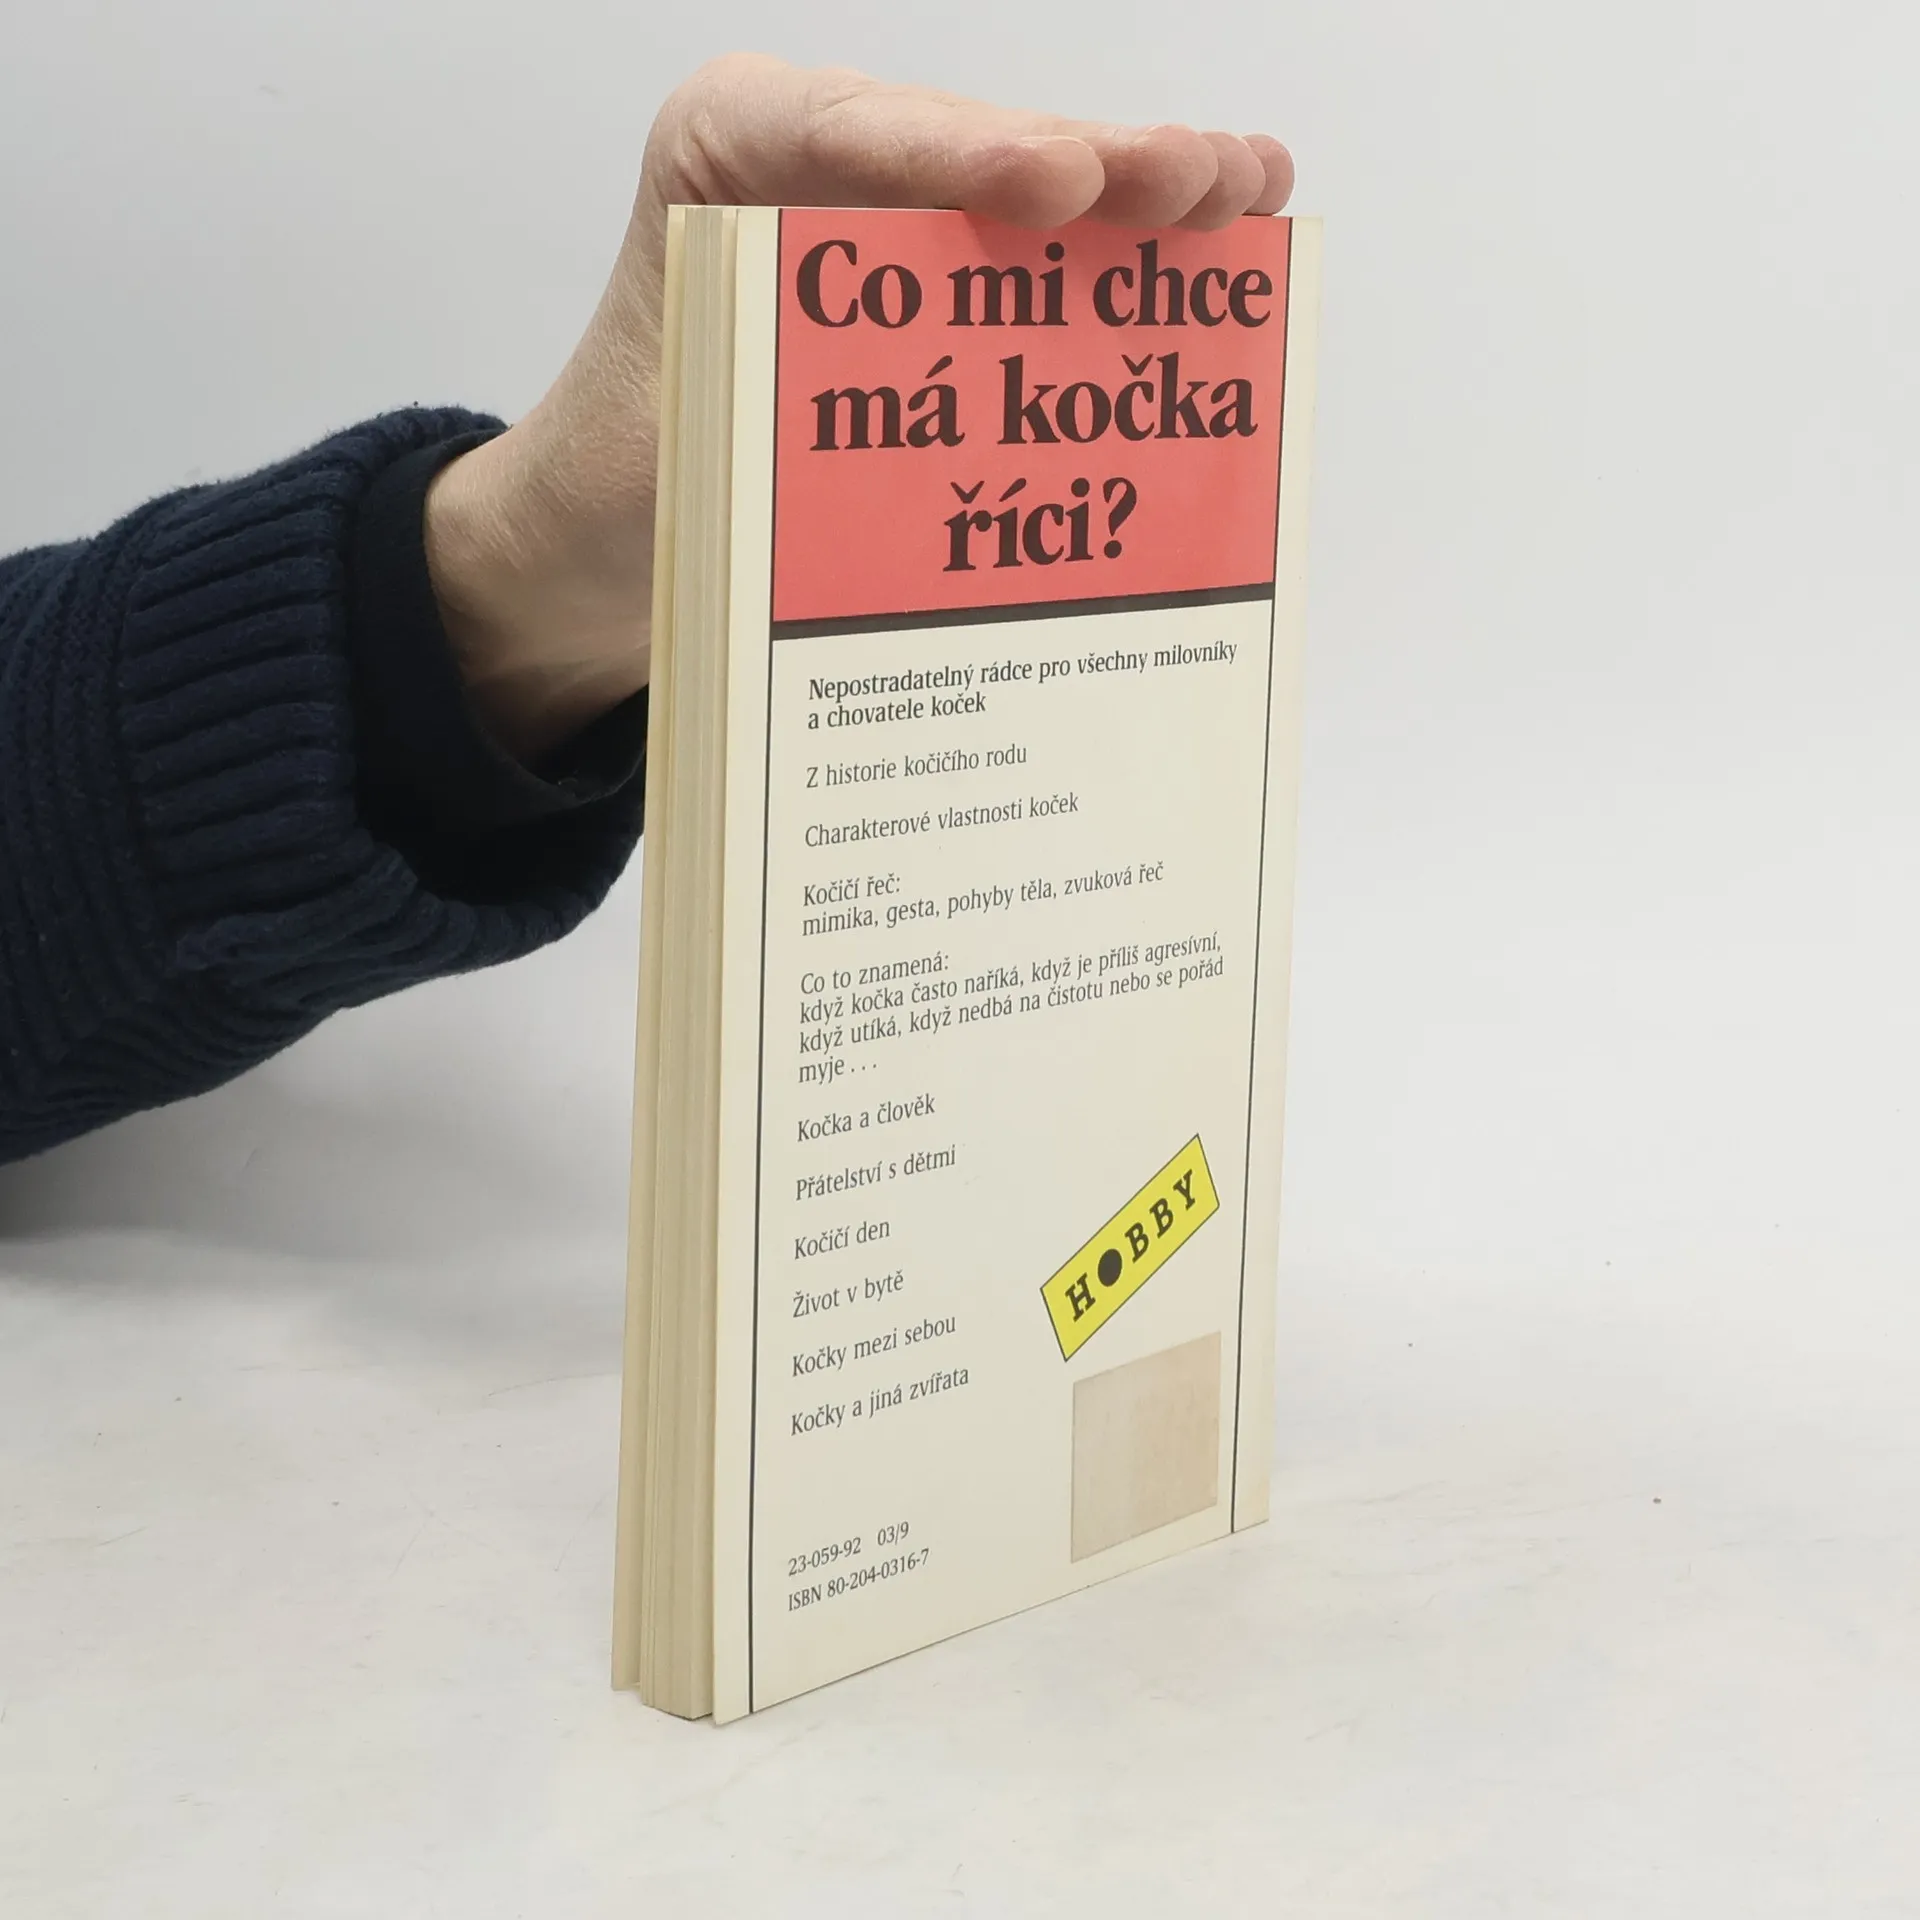 Co mi chce
má kočka
říci?
Nepostradatelný rádce pro všechny milovníky
a chovatele koček
Z historie kočičího rodu
Charakterové vlastnosti koček
Kočičí řeč:
mimika, gesta, pohyby těla, zvuková řeč
Co to znamená:
když kočka často naříká, když je příliš agresívní,
když utíká, když nedbá na čistotu nebo se pořád
myje . . .
Kočka a člověk
Přátelství s dětmi
Kočičí den
Život v bytě
Kočky mezi sebou
Kočky a jiná zvířata
HOBBY
23-059-92 03/9
ISBN 80-204-0316-7